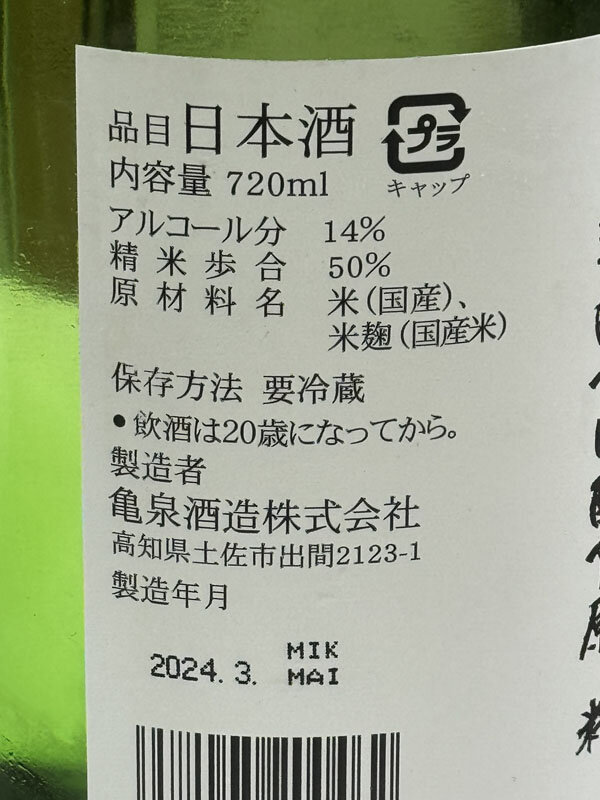 品目 日本酒
プラ
キャップ
内容量 720ml
アルコール分 14%
精米歩合 50%
原材料名 米(国産)、
米麹(国産米)
保存方法 要冷蔵
●飲酒は20歳になってから。
製造者
亀泉酒造株式会社
高知県土佐市出間2123-1
製造年月
2024.3. MIK
MAI